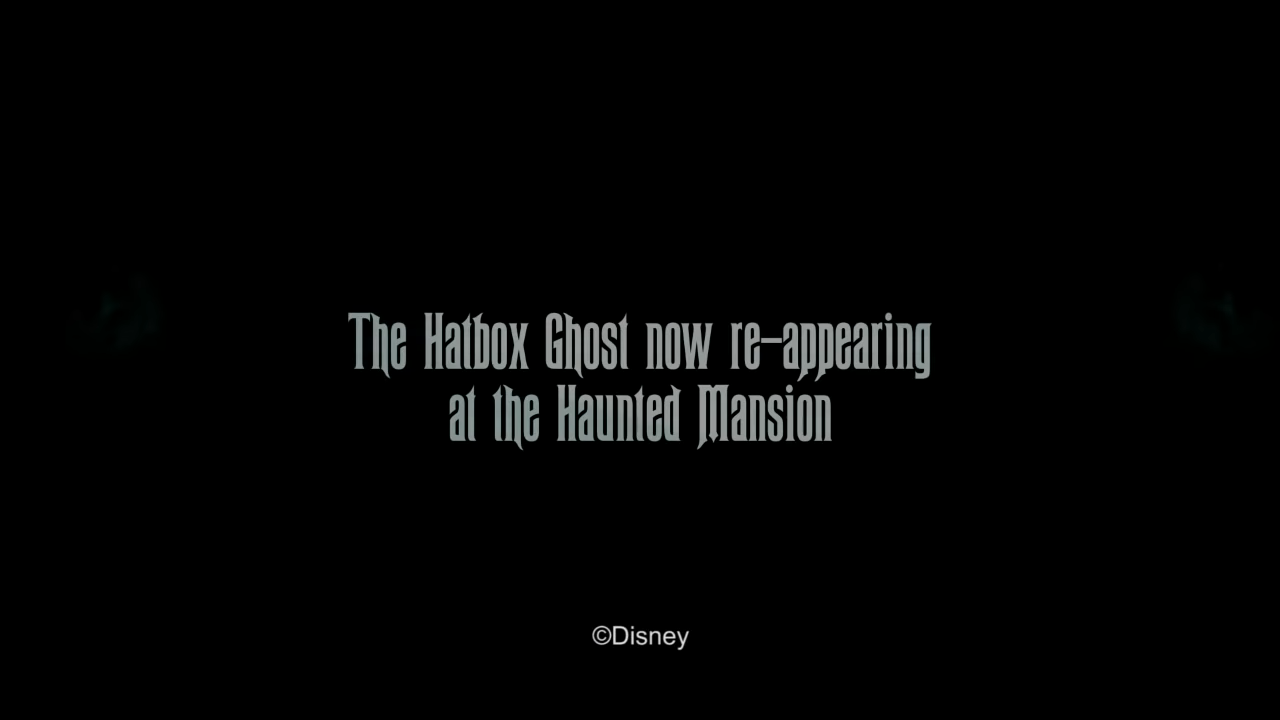 The Hatbox Ghost now re-appearing
at the Haunted Mansion
©Disney